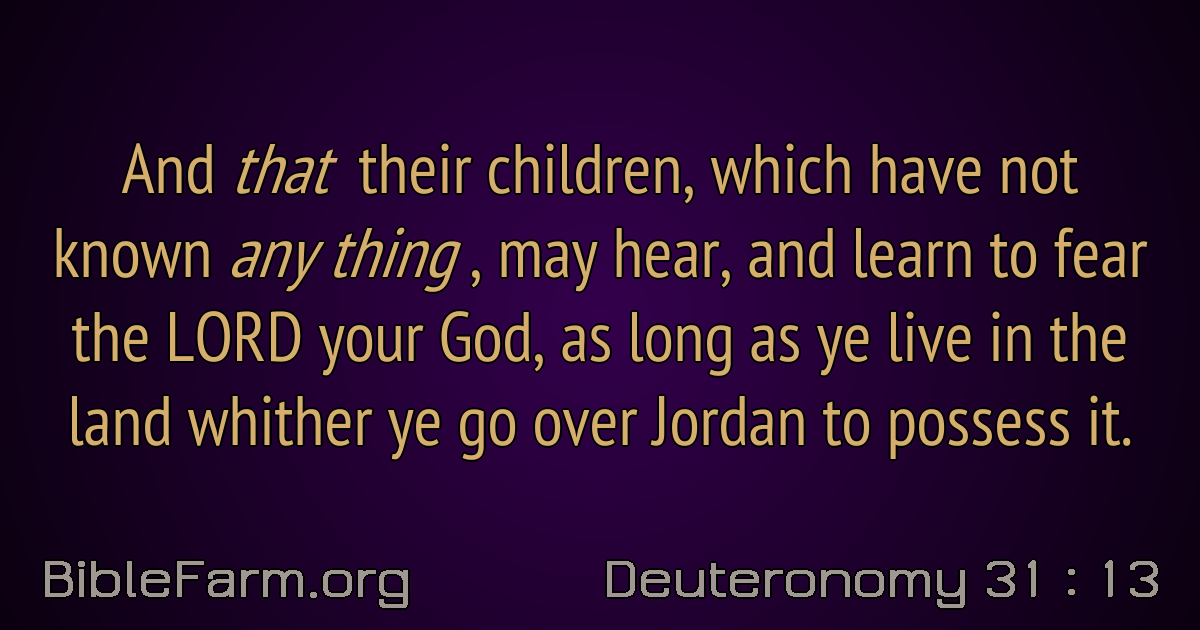 And that their children, which have not
known any thing , may hear, and learn to fear
the LORD your God, as long as ye live in the
land whither ye go over Jordan to possess it.
BibleFarm.org
Deuteronomy 31 : 13